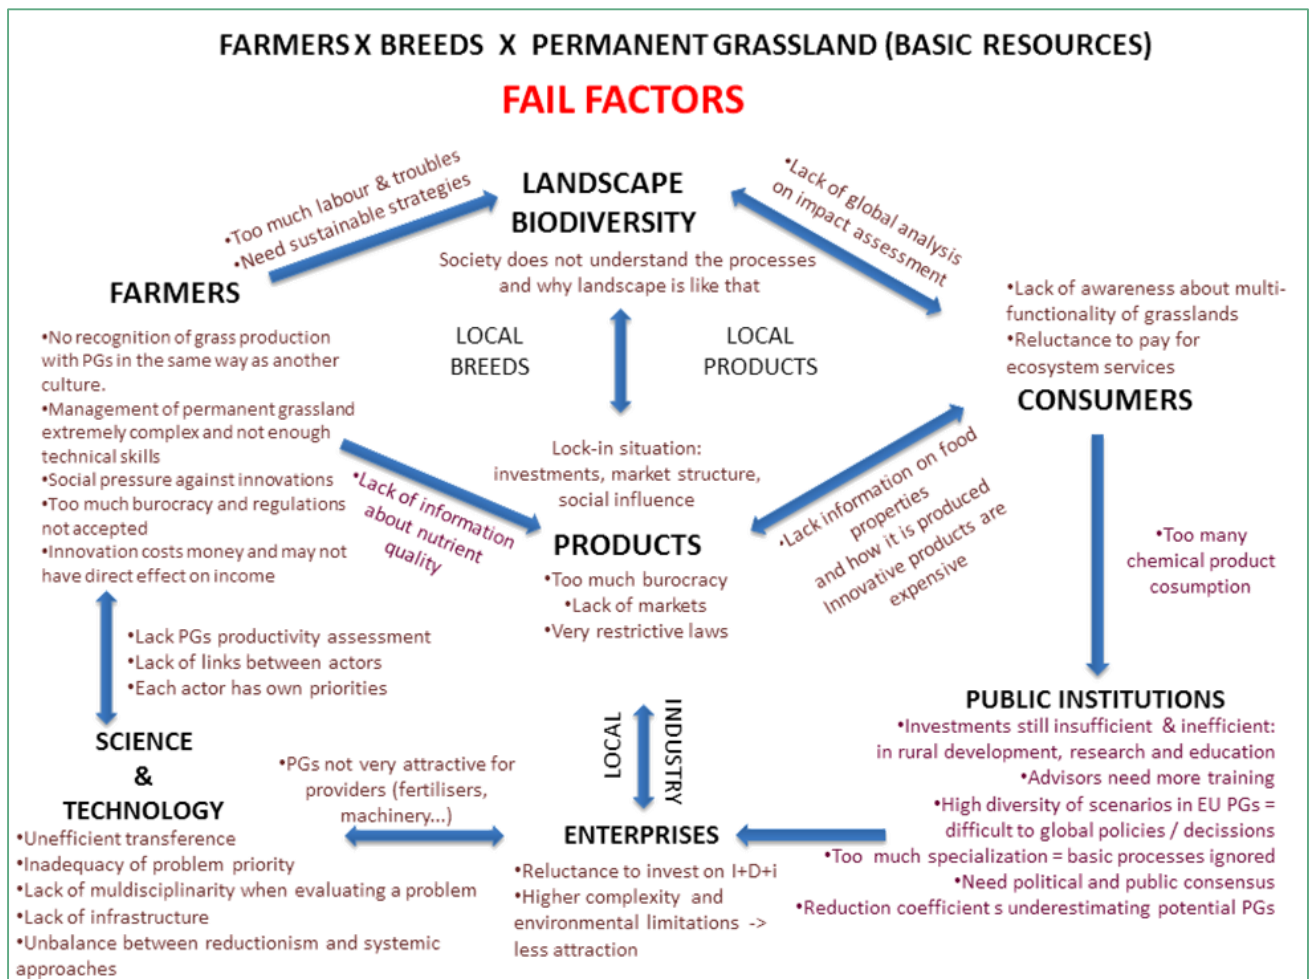 FARMERS X BREEDS X PERMANENT GRASSLAND (BASIC RESOURCES)
FAIL FACTORS
•Too much labour & troubles
•Need sustainable strategies
LANDSCAPE
BIODIVERSITY
Society does not understand the processes
and why landscape is like that
•Lack of global analysis
on impact assessment
FARMERS
•No recognition of grass production
with PGs in the same way as another
culture.
•Management of permanent grassland
extremely complex and not enough
technical skills
•Social pressure against innovations
•Too much burocracy and regulations
not accepted
•Innovation costs money and may not
have direct effect on income
LOCAL
BREEDS
LOCAL
PRODUCTS
•Lack of awareness about multi-
functionality of grasslands
•Reluctance to pay for
ecosystem services
CONSUMERS
•Lack of information
about nutrient
quality
Lock-in situation:
investments, market structure,
social influence
PRODUCTS
•Too much burocracy
•Lack of markets
•Very restrictive laws
•Lack information on food
properties
and how it is produced
Innovative products are
expensive
•Too many
chemical product
cosumption
•Lack PGs productivity assessment
•Lack of links between actors
•Each actor has own priorities
SCIENCE
&
TECHNOLOGY
•Unefficient transference
•Inadequacy of problem priority
•Lack of muldisciplinarity when evaluating a problem
•Lack of infrastructure
•Unbalance between reductionism and systemic
approaches
•PGs not very attractive for
providers (fertilisers,
machinery...)
LOCAL
INDUSTRY
ENTERPRISES
•Reluctance to invest on I+D+i
•Higher complexity and
environmental limitations ->
less attraction
PUBLIC INSTITUTIONS
•Investments still insufficient & inefficient:
in rural development, research and education
•Advisors need more training
•High diversity of scenarios in EU PGs =
difficult to global policies / decissions
•Too much specialization = basic processes ignored
•Need political and public consensus
•Reduction coefficient s underestimating potential PGs